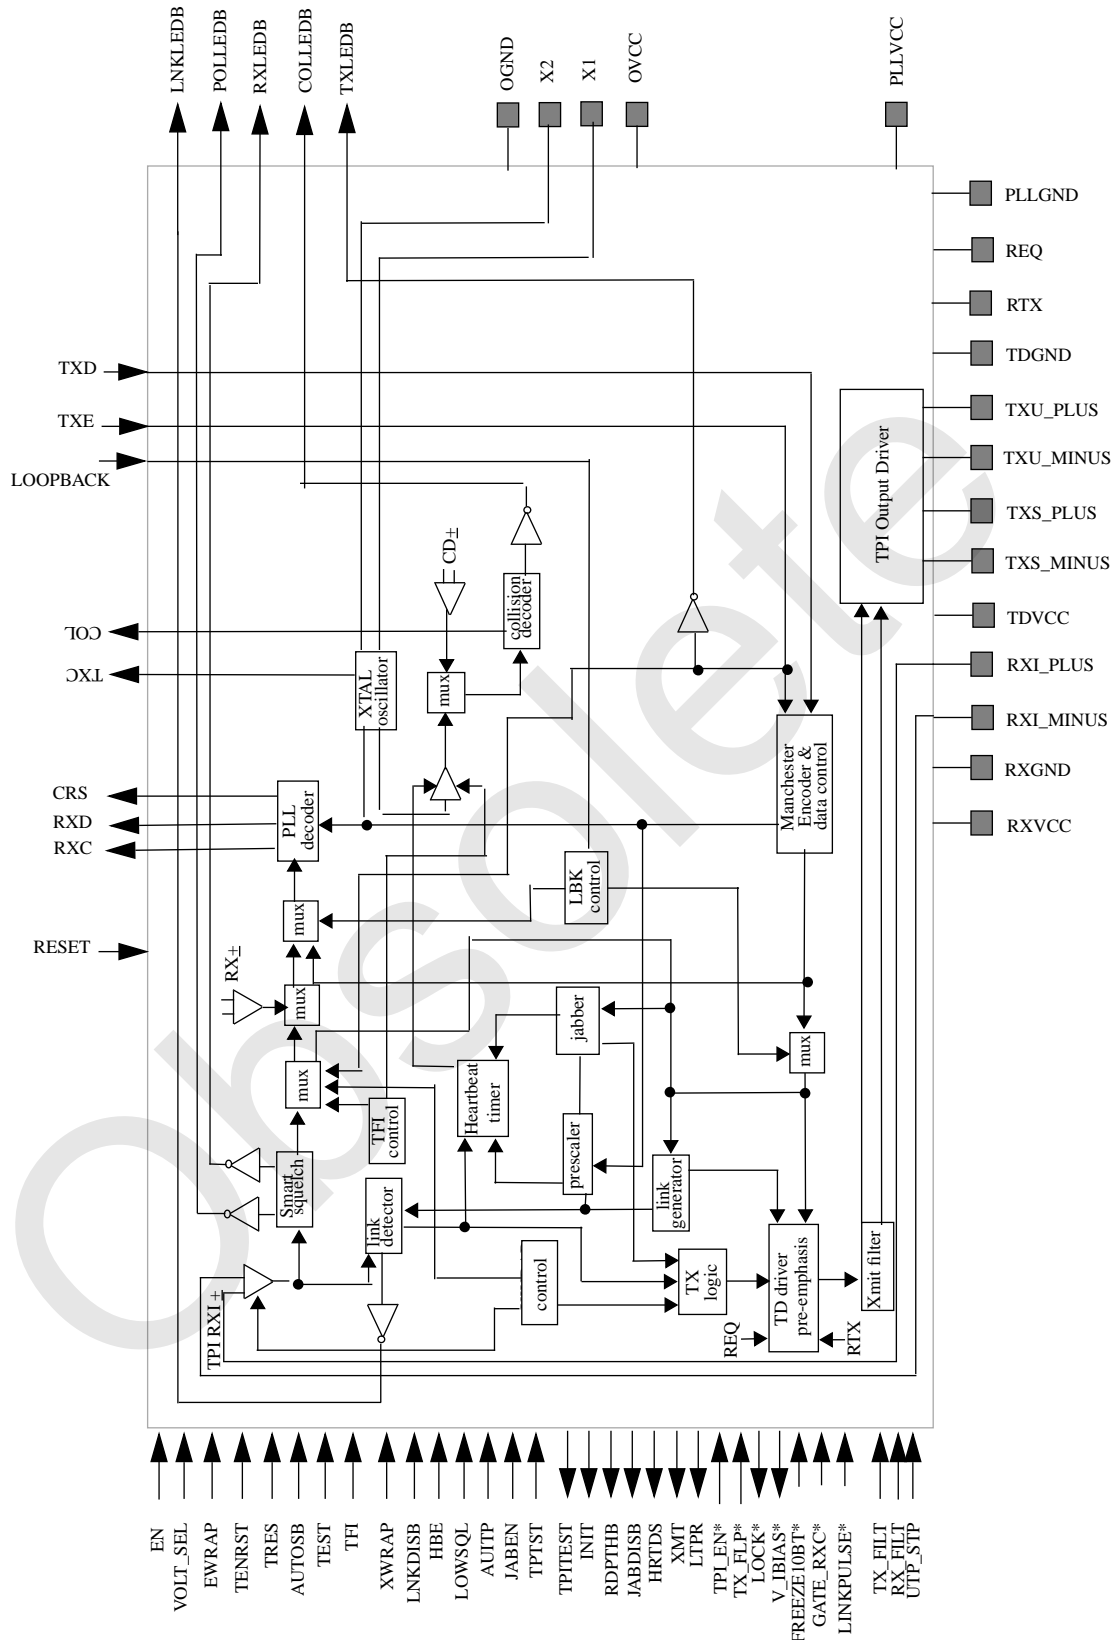 LNKLEDB
POLLEDB
RXLEDB
COLLEDB
TXLEDB
OGND
X2
X1
OVCC
PLLVCC
PLLGND
REQ
RTX
TDGND
TXU_PLUS
TXU_MINUS
TXS_PLUS
TXS_MINUS
TDVCC
RXI_PLUS
RXI_MINUS
RXGND
RXVCC
TXD
TXE
LOOPBACK
COL
TXC
CRS
RXD
RXC
RESET
TPI Output Driver
CD±
collision
decoder
mux
XTAL
oscillator
PLL
decoder
Manchester
Encoder &
data control
LBK
control
mux
RX±
mux
mux
jabber
mux
Heartbeat
timer
TFI
control
prescaler
Smart
squelch
link
detector
link
generator
control
TX
logic
TD driver
pre-emphasis
Xmit filter
TPI RXI±
REQ
RTX
Obsolete
EN
VOLT_SEL
EWRAP
TENRST
TRES
AUTOSB
TEST
TFI
XWRAP
LNKDISB
HBE
LOWSQL
AUITP
JABEN
TPTST
TPITEST
INIT
RDPTHB
JABDISB
HRTDS
XMT
LTPR
TPI_EN*
TX_FLP*
LOCK*
V_IBIAS*
FREEZE10BT*
GATE_RXC*
LINKPULSE*
TX_FILT
RX_FILT
UTP_STP